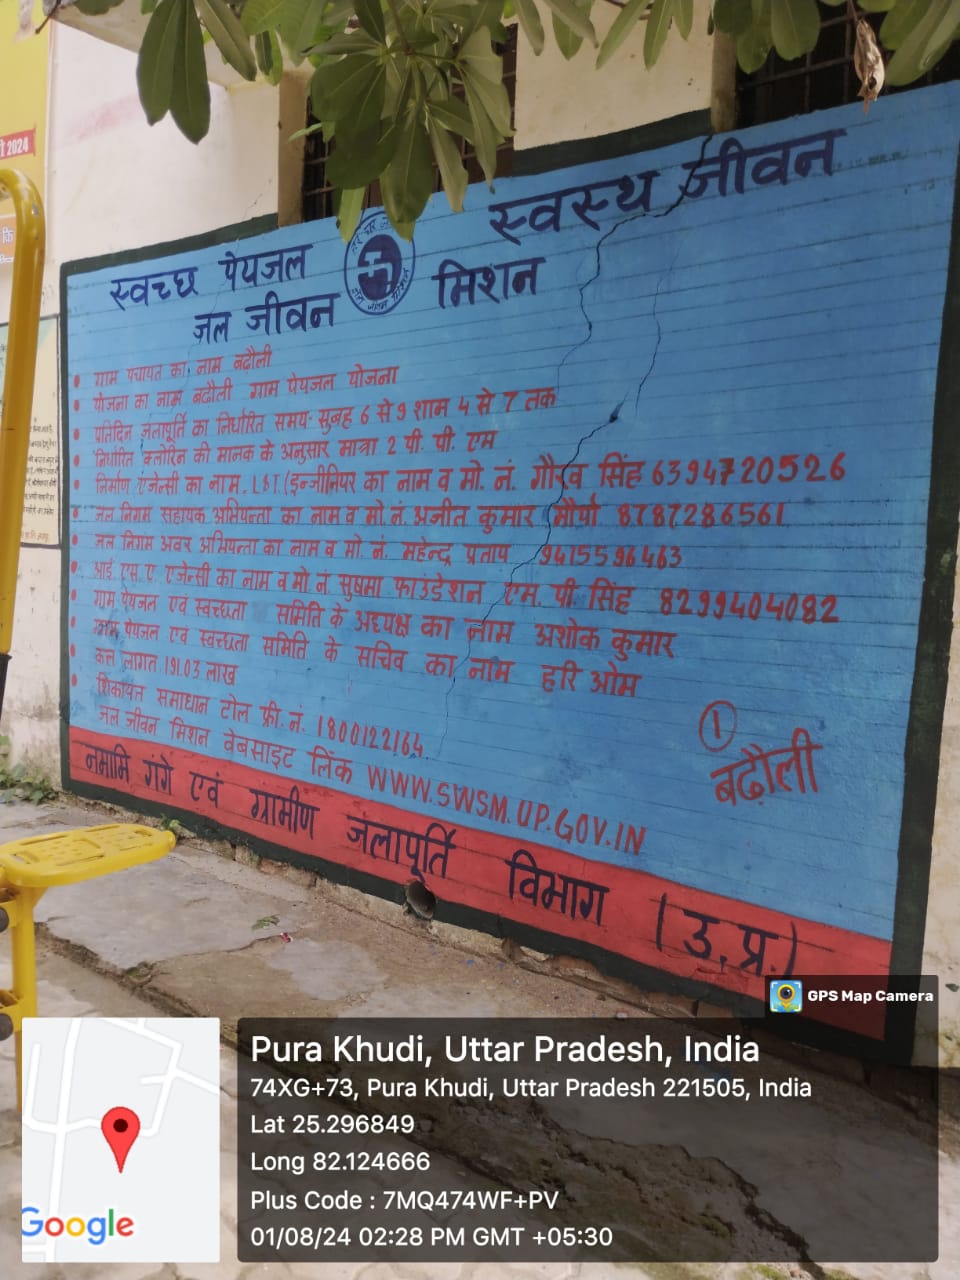 स्वच्छ पेयजल स्वस्थ जीवन
जल जीवन मिशन
ग्राम पंचायत का नाम बढ़ौली
योजना का नाम बढ़ौली ग्राम पेयजल योजना
प्रतिदिन जलापूर्ति का निर्धारित समय सुबह 6 से 9 शाम 4 से 7 तक
निर्धारित क्लोरिन की मानक के अनुसार मात्रा 2 पी. पी. एम
निर्माण एजेन्सी का नाम. L&T. (इन्जीनियर का नाम व मो. नं. गौरव सिंह 6394720526
जल निगम सहायक अभियन्ता का नाम व मो. नं. अजीत कुमार मौर्या 8787286561
जल निगम अवर अभियन्ता का नाम व मो. नं. महेन्द्र प्रताप 9415596463
आई. एस. ए. एजेन्सी का नाम व मो. नं. सुषमा फाउंडेशन एम. पी. सिंह 8299404082
ग्राम पेयजल एवं स्वच्छता समिति के अध्यक्ष का नाम अशोक कुमार
ग्राम पेयजल एवं स्वच्छता समिति के सचिव का नाम हरि ओम
कुल लागत 191.03 लाख
शिकायत समाधान टोल फ्री. नं. 1800122164
जल जीवन मिशन वेबसाइट लिंक WWW.SWSM.UP.GOV.IN
1
बढ़ौली
नमामि गंगे एवं ग्रामीण जलापूर्ति विभाग (उ.प्र.)
2024
कि
GPS Map Camera
Pura Khudi, Uttar Pradesh, India
74XG+73, Pura Khudi, Uttar Pradesh 221505, India
Lat 25.296849
Long 82.124666
Plus Code : 7MQ474WF+PV
01/08/24 02:28 PM GMT +05:30
Google